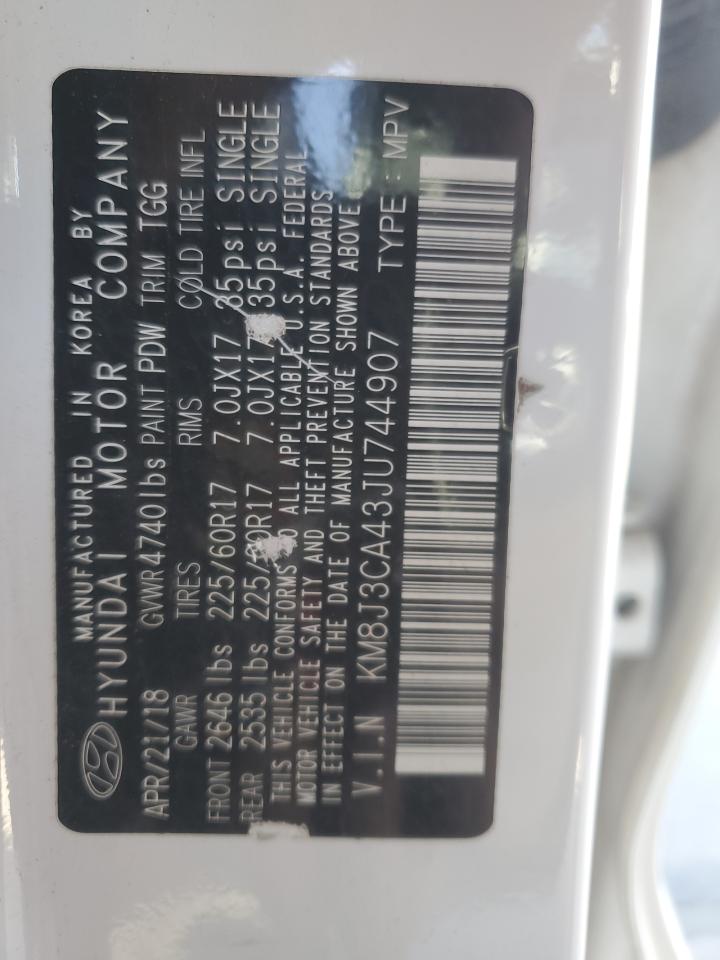 MANUFACTURED IN KOREA BY
HYUNDAI MOTOR COMPANY
APR/21/18 GVWR 4740lbs PAINT PDW TRIM TGG
GAWR TIRES RIMS COLD TIRE INFL
FRONT 2646 lbs 225/60R17 7.0JX17 35psi SINGLE
REAR 2535 lbs 225/60R17 7.0JX17 35psi SINGLE
THIS VEHICLE CONFORMS TO ALL APPLICABLE U.S.A. FEDERAL
MOTOR VEHICLE SAFETY AND THEFT PREVENTION STANDARDS
IN EFFECT ON THE DATE OF MANUFACTURE SHOWN ABOVE
V.I.N KM8J3CA43JU744907 TYPE : MPV